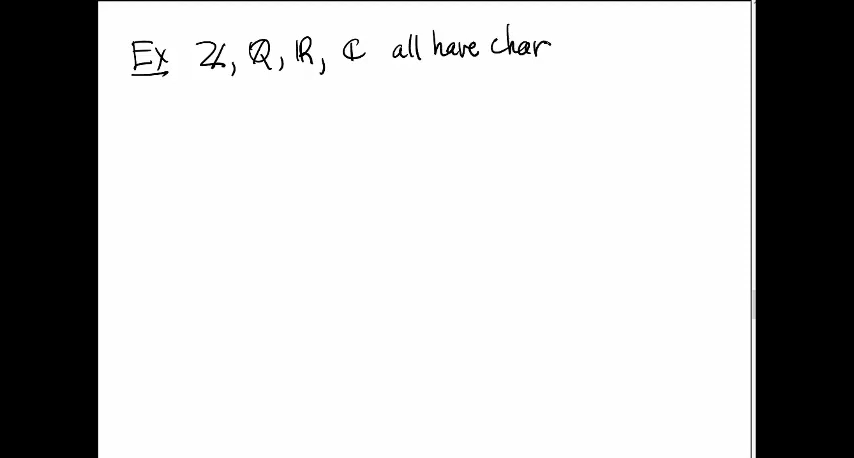 Ex ℤ, ℚ, ℝ, ℂ all have char